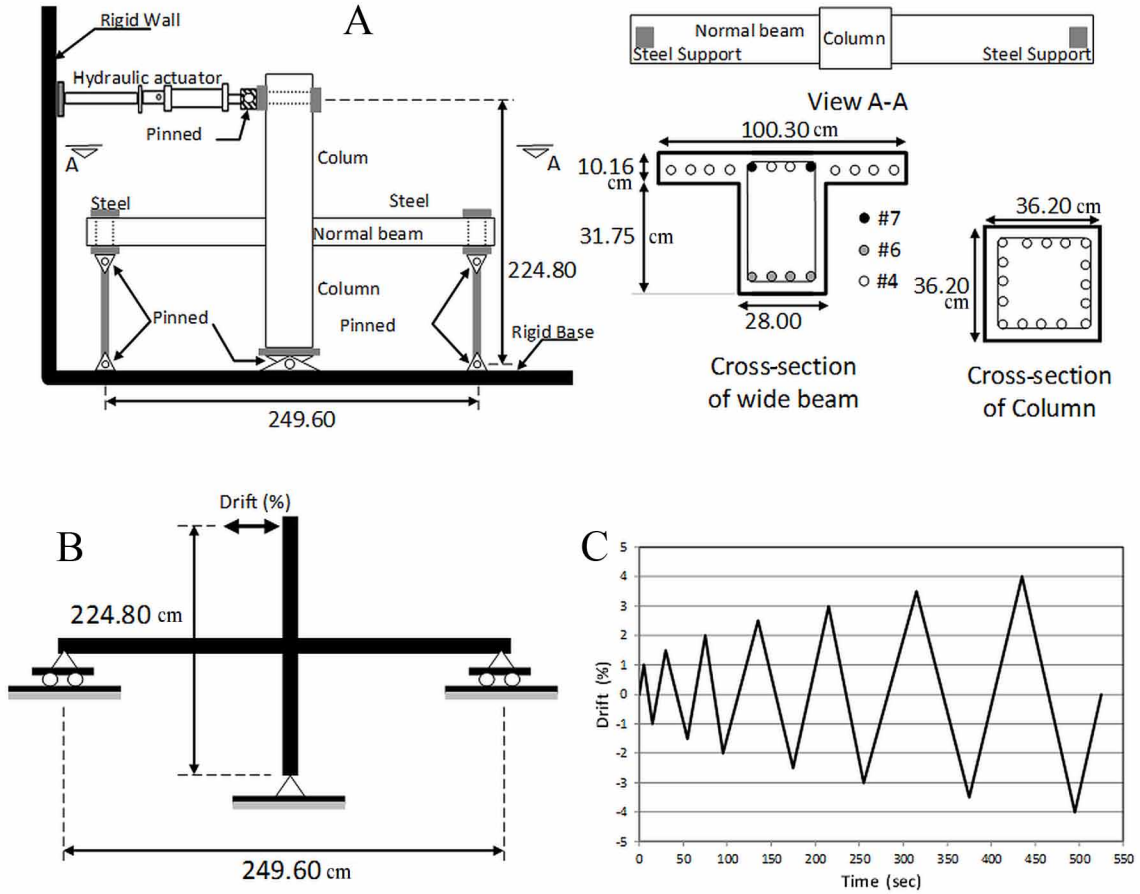 Rigid Wall
A
Hydraulic actuator
Pinned
A
A
Colum
Steel
Steel
Normal beam
224.80
Column
Pinned
Pinned
Rigid Base
249.60
Normal beam
Column
Steel Support
Steel Support
View A-A
100.30 cm
10.16
cm
31.75 cm
#7
#6
#4
28.00
Cross-section
of wide beam
36.20 cm
36.20
cm
Cross-section
of Column
B
Drift (%)
224.80 cm
249.60 cm
C
Drift (%)
5
4
3
2
1
0
-1
-2
-3
-4
-5
0 50 100 150 200 250 300 350 400 450 500 550
Time (sec)